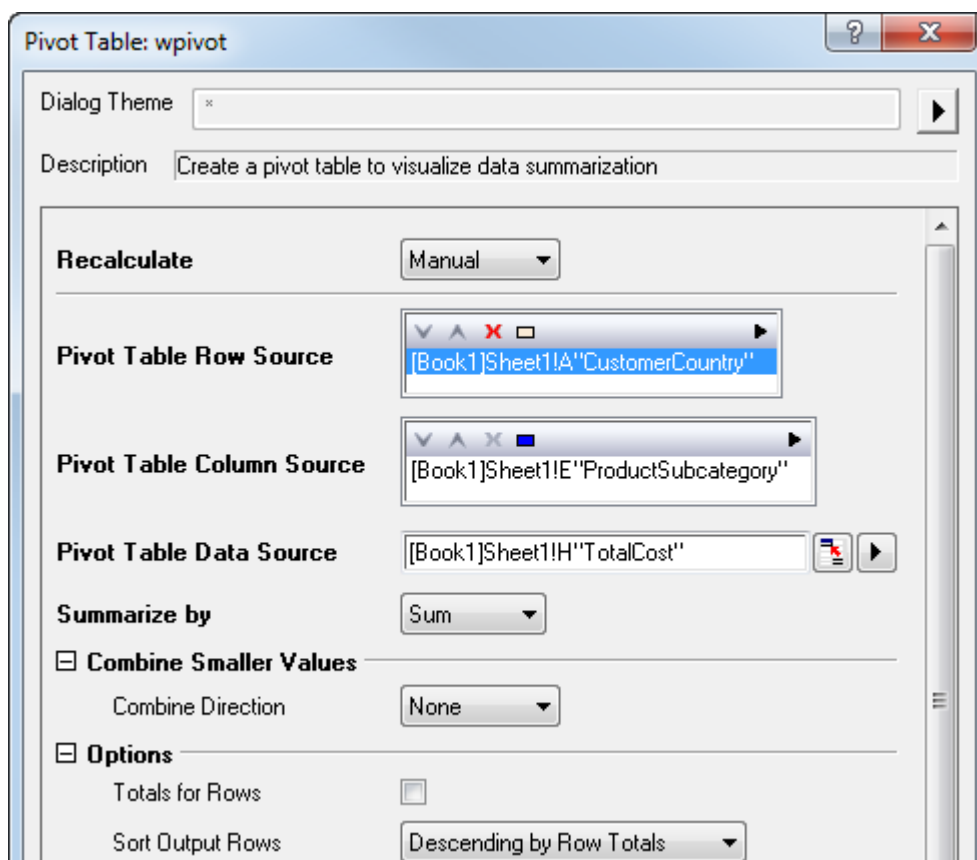 Pivot Table: wpivot
Dialog Theme *
Description Create a pivot table to visualize data summarization
Recalculate Manual
Pivot Table Row Source [Book1]Sheet1!A"CustomerCountry"
Pivot Table Column Source [Book1]Sheet1!E"ProductSubcategory"
Pivot Table Data Source [Book1]Sheet1!H"TotalCost"
Summarize by Sum
Combine Smaller Values
Combine Direction None
Options
Totals for Rows
Sort Output Rows Descending by Row Totals